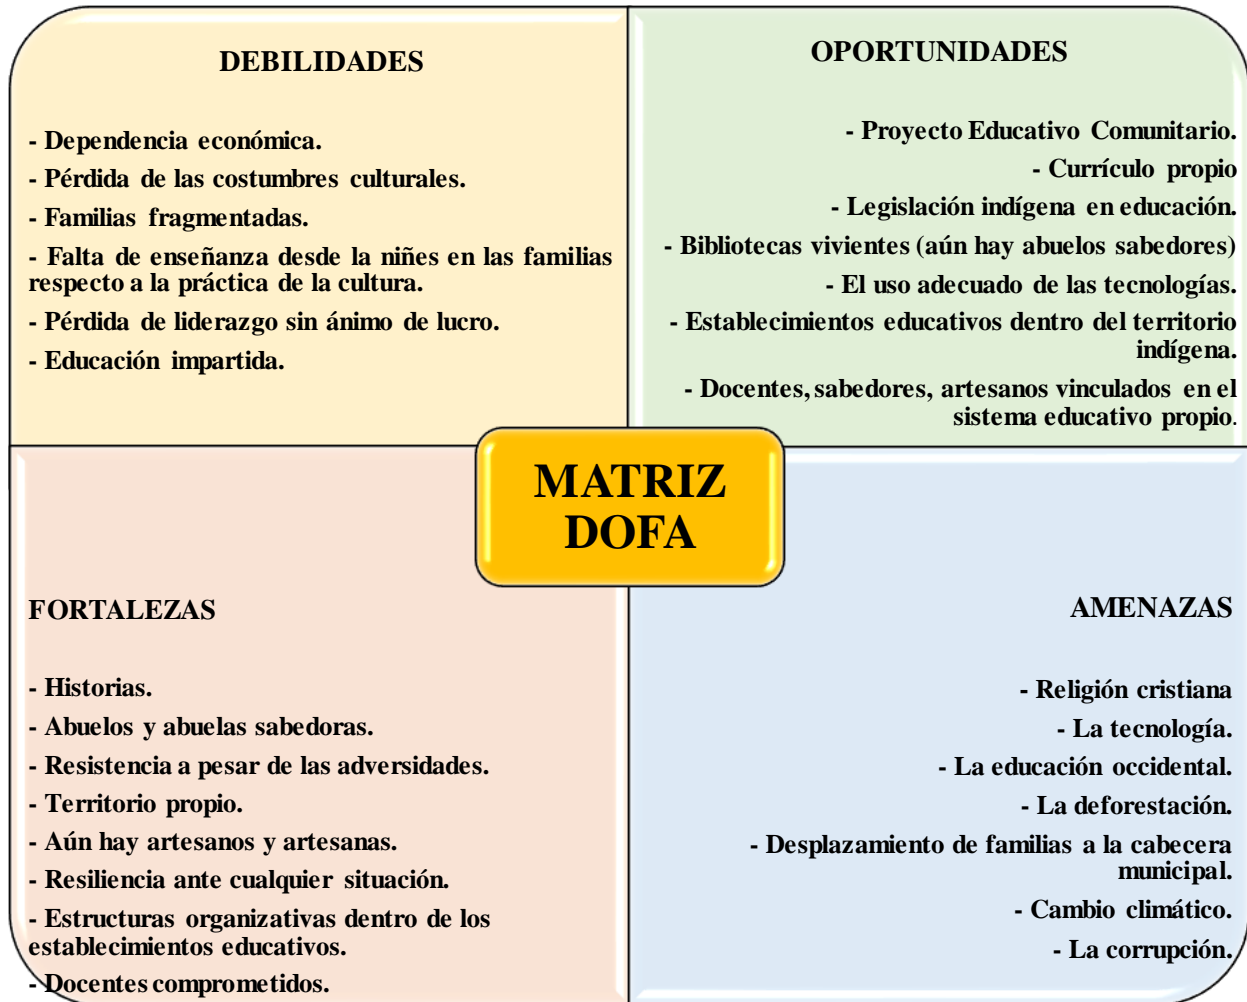 DEBILIDADES
- Dependencia económica.
- Pérdida de las costumbres culturales.
- Familias fragmentadas.
- Falta de enseñanza desde la niñes en las familias
respecto a la práctica de la cultura.
- Pérdida de liderazgo sin ánimo de lucro.
- Educación impartida.
OPORTUNIDADES
- Proyecto Educativo Comunitario.
- Currículo propio
- Legislación indígena en educación.
- Bibliotecas vivientes (aún hay abuelos sabedores)
- El uso adecuado de las tecnologías.
- Establecimientos educativos dentro del territorio
indígena.
- Docentes, sabedores, artesanos vinculados en el
sistema educativo propio.
MATRIZ
DOFA
FORTALEZAS
- Historias.
- Abuelos y abuelas sabedoras.
- Resistencia a pesar de las adversidades.
- Territorio propio.
- Aún hay artesanos y artesanas.
- Resiliencia ante cualquier situación.
- Estructuras organizativas dentro de los
establecimientos educativos.
- Docentes comprometidos.
AMENAZAS
- Religión cristiana
- La tecnología.
- La educación occidental.
- La deforestación.
- Desplazamiento de familias a la cabecera
municipal.
- Cambio climático.
- La corrupción.